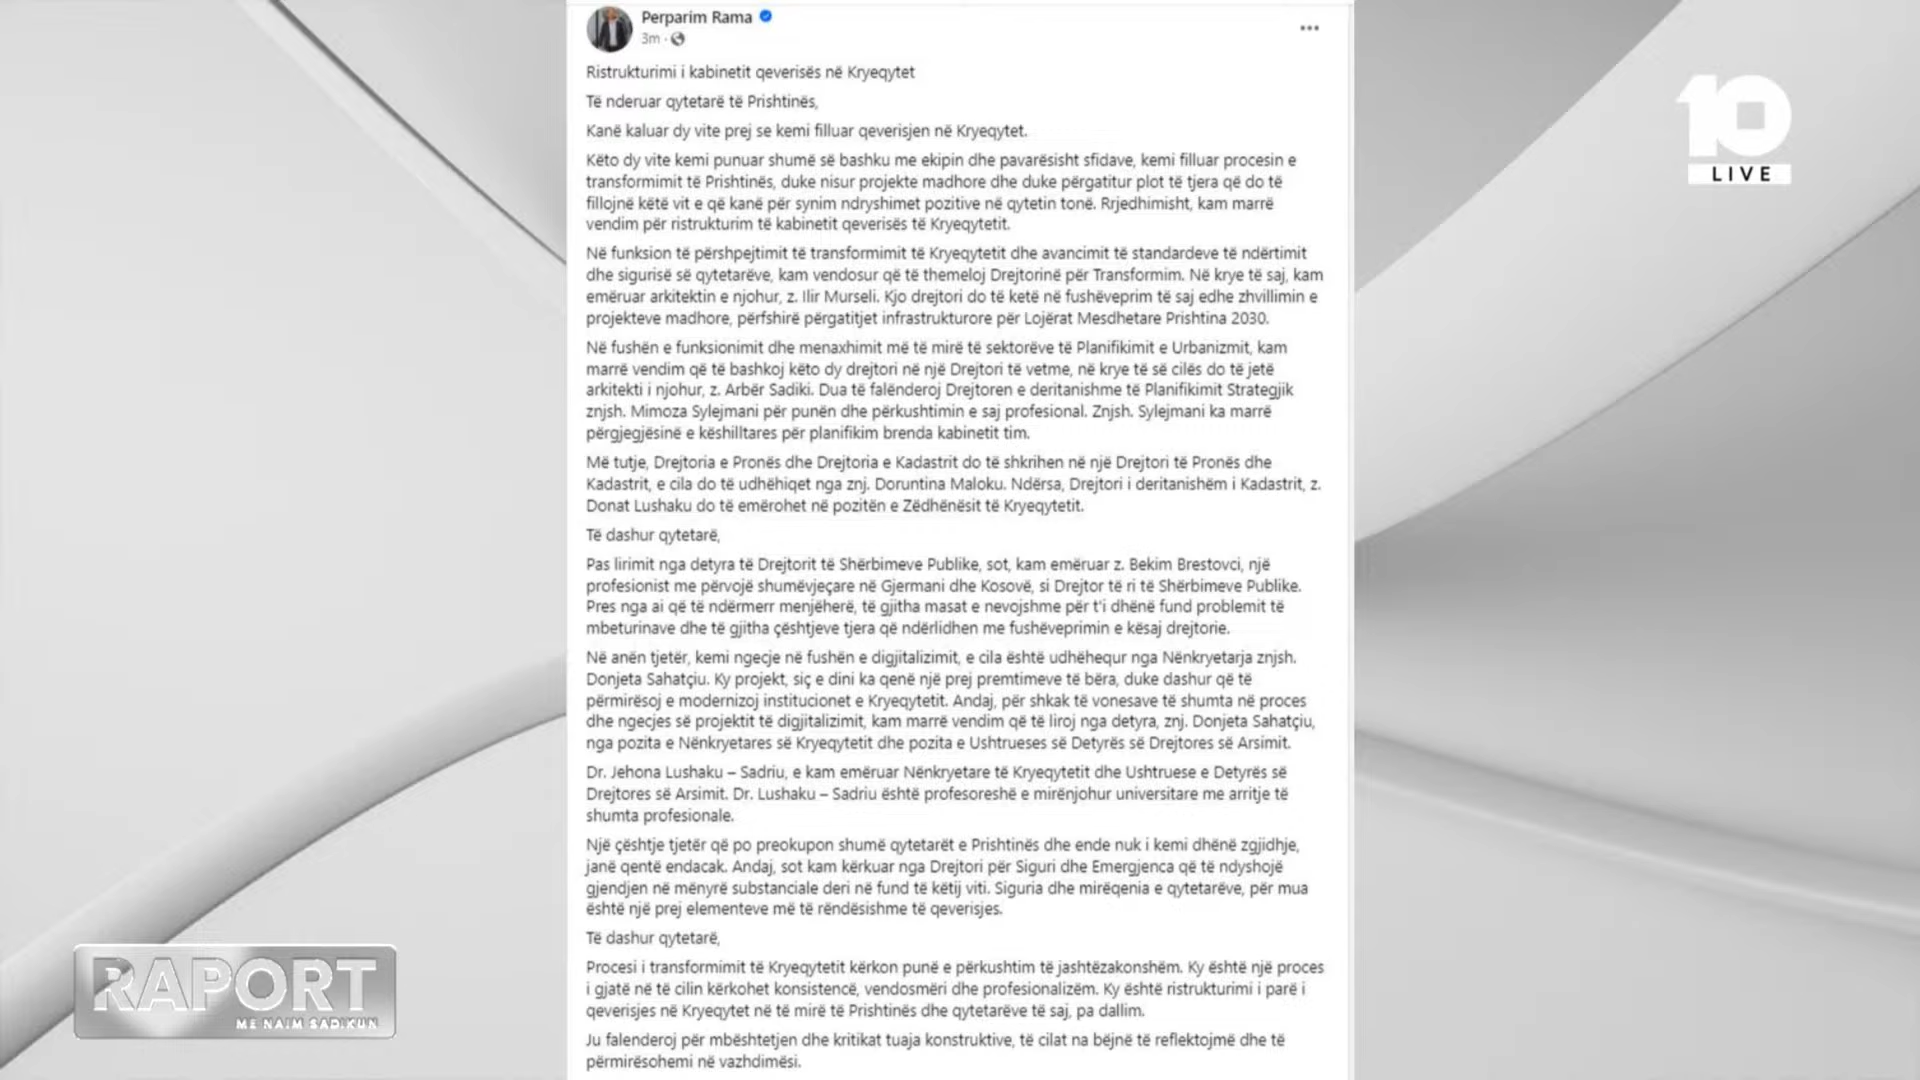 Perparim Rama
3m ·
Ristrukturimi i kabinetit qeverisës në Kryeqytet
Të nderuar qytetarë të Prishtinës,
Kanë kaluar dy vite prej se kemi filluar qeverisjen në Kryeqytet.
Këto dy vite kemi punuar shumë së bashku me ekipin dhe pavarësisht sfidave, kemi filluar procesin e
transformimit të Prishtinës, duke nisur projekte madhore dhe duke përgatitur plot të tjera që do të
fillojnë këtë vit e që kanë për synim ndryshimet pozitive në qytetin tonë. Rrjedhimisht, kam marrë
vendim për ristrukturim të kabinetit qeverisës të Kryeqytetit.
Në funksion të përshpejtimit të transformimit të Kryeqytetit dhe avancimit të standardeve të ndërtimit
dhe sigurisë së qytetarëve, kam vendosur që të themeloj Drejtorinë për Transformim. Në krye të saj, kam
emëruar arkitektin e njohur, z. Ilir Murseli. Kjo drejtori do të ketë në fushëveprim të saj edhe zhvillimin e
projekteve madhore, përfshirë përgatitjet infrastrukturore për Lojërat Mesdhetare Prishtina 2030.
Në fushën e funksionimit dhe menaxhimit më të mirë të sektorëve të Planifikimit e Urbanizmit, kam
marrë vendim që të bashkoj këto dy drejtori në një Drejtori të vetme, në krye të së cilës do të jetë
arkitekti i njohur, z. Arbër Sadiki. Dua të falënderoj Drejtoren e deritanishme të Planifikimit Strategjik
znjsh. Mimoza Sylejmani për punën dhe përkushtimin e saj profesional. Znjsh. Sylejmani ka marrë
përgjegjësinë e këshilltares për planifikim brenda kabinetit tim.
Më tutje, Drejtoria e Pronës dhe Drejtoria e Kadastrit do të shkrihen në një Drejtori të Pronës dhe
Kadastrit, e cila do të udhëhiqet nga znj. Doruntina Maloku. Ndërsa, Drejtori i deritanishëm i Kadastrit, z.
Donat Lushaku do të emërohet në pozitën e Zëdhënësit të Kryeqytetit.
Të dashur qytetarë,
Pas lirimit nga detyra të Drejtorit të Shërbimeve Publike, sot, kam emëruar z. Bekim Brestovci, një
profesionist me përvojë shumëvjeçare në Gjermani dhe Kosovë, si Drejtor të ri të Shërbimeve Publike.
Pres nga ai që të ndërmerr menjëherë, të gjitha masat e nevojshme për t'i dhënë fund problemit të
mbeturinave dhe të gjitha çështjeve tjera që ndërlidhen me fushëveprimin e kësaj drejtorie.
Në anën tjetër, kemi ngecje në fushën e digjitalizimit, e cila është udhëhequr nga Nënkryetarja znjsh.
Donjeta Sahatçiu. Ky projekt, siç e dini ka qenë një prej premtimeve të bëra, duke dashur që të
përmirësoj e modernizoj institucionet e Kryeqytetit. Andaj, për shkak të vonesave të shumta në proces
dhe ngecjes së projektit të digjitalizimit, kam marrë vendim që të liroj nga detyra, znj. Donjeta Sahatçiu,
nga pozita e Nënkryetares së Kryeqytetit dhe pozita e Ushtrueses së Detyrës së Drejtores së Arsimit.
Dr. Jehona Lushaku – Sadriu, e kam emëruar Nënkryetare të Kryeqytetit dhe Ushtruese e Detyrës së
Drejtores së Arsimit. Dr. Lushaku – Sadriu është profesoreshë e mirënjohur universitare me arritje të
shumta profesionale.
Një çështje tjetër që po preokupon shumë qytetarët e Prishtinës dhe ende nuk i kemi dhënë zgjidhje,
janë qentë endacak. Andaj, sot kam kërkuar nga Drejtori për Siguri dhe Emergjenca që të ndyshojë
gjendjen në mënyrë substanciale deri në fund të këtij viti. Siguria dhe mirëqenia e qytetarëve, për mua
është një prej elementeve më të rëndësishme të qeverisjes.
Të dashur qytetarë,
Procesi i transformimit të Kryeqytetit kërkon punë e përkushtim të jashtëzakonshëm. Ky është një proces
i gjatë në të cilin kërkohet konsistencë, vendosmëri dhe profesionalizëm. Ky është ristrukturimi i parë i
qeverisjes në Kryeqytet në të mirë të Prishtinës dhe qytetarëve të saj, pa dallim.
Ju falenderoj për mbështetjen dhe kritikat tuaja konstruktive, të cilat na bëjnë të reflektojmë dhe të
përmirësohemi në vazhdimësi.
10
LIVE
RAPORT
ME NAIM SADIKUN